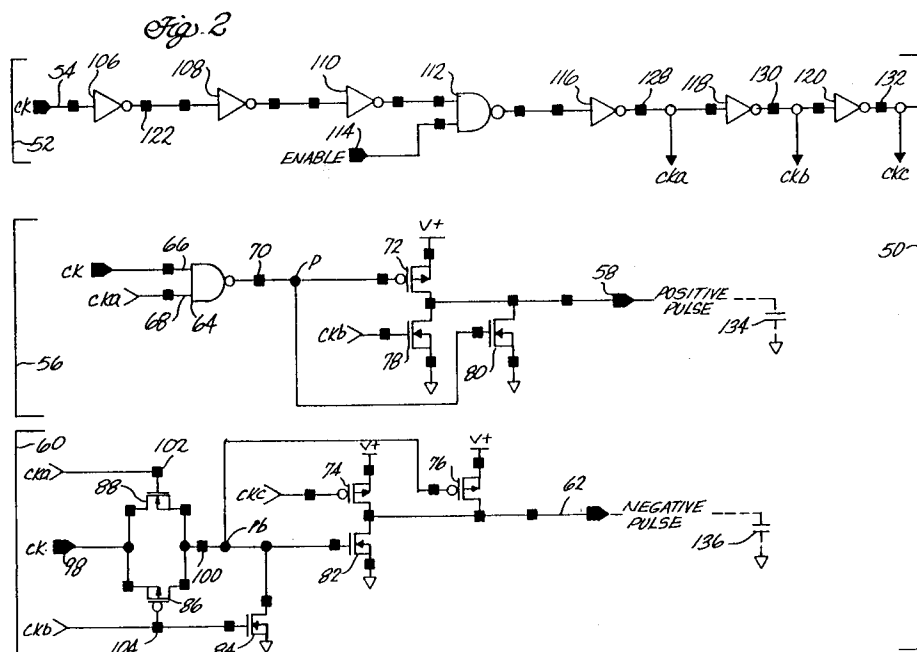 Fig. 2
106
54
108
110
112
116
128
118
130
120
132
ck
122
114
ENABLE
52
cka
ckb
ckc
V+
50
66
70
P
72
58
ck
POSITIVE
PULSE
cka
68
64
ckb
78
80
134
56
60
102
V+
V+
cka
74
76
88
ckc
62
NEGATIVE
PULSE
ck
Pb
98
100
82
136
86
ckb
104
84